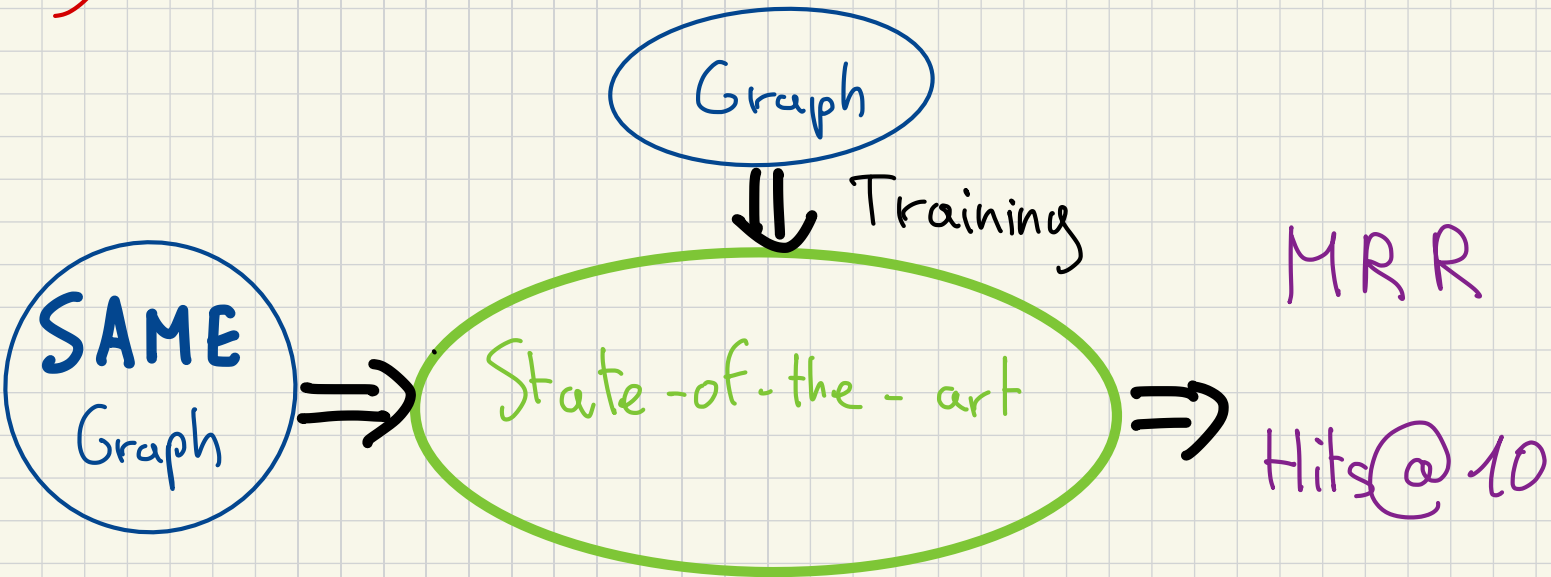 Graph
Training
SAME
Graph
State-of-the-art
MRR
Hits@10